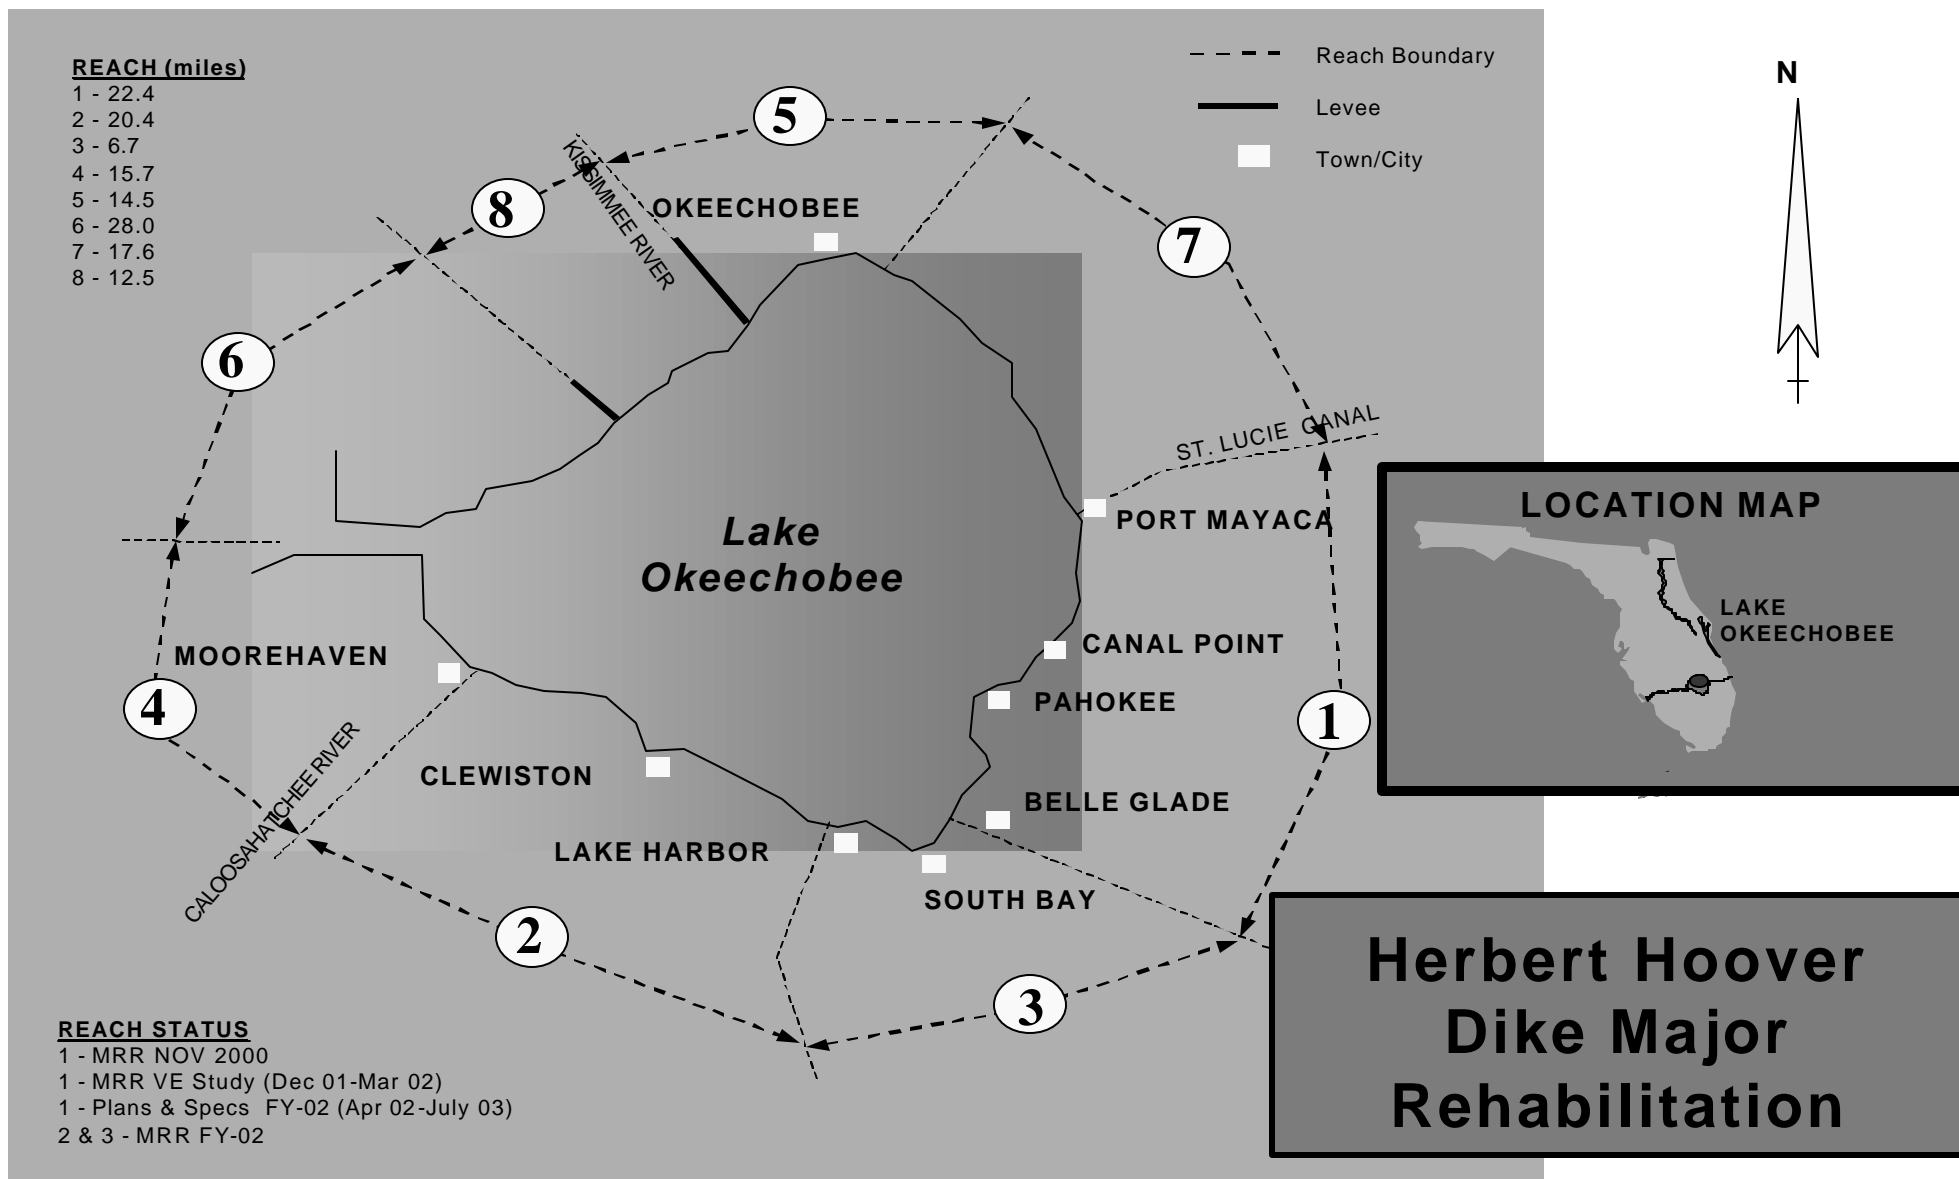 REACH (miles)
1 - 22.4
2 - 20.4
3 - 6.7
4 - 15.7
5 - 14.5
6 - 28.0
7 - 17.6
8 - 12.5
Reach Boundary
Levee
Town/City
N
5
8
7
6
KISSIMMEE RIVER
OKEECHOBEE
ST. LUCIE CANAL
PORT MAYACA
Lake
Okeechobee
CANAL POINT
MOOREHAVEN
PAHOKEE
4
1
CALOOSAHATCHEE RIVER
CLEWISTON
BELLE GLADE
LAKE HARBOR
SOUTH BAY
2
3
LOCATION MAP
LAKE
OKEECHOBEE
Herbert Hoover
Dike Major
Rehabilitation
REACH STATUS
1 - MRR NOV 2000
1 - MRR VE Study (Dec 01-Mar 02)
1 - Plans & Specs FY-02 (Apr 02-July 03)
2 & 3 - MRR FY-02